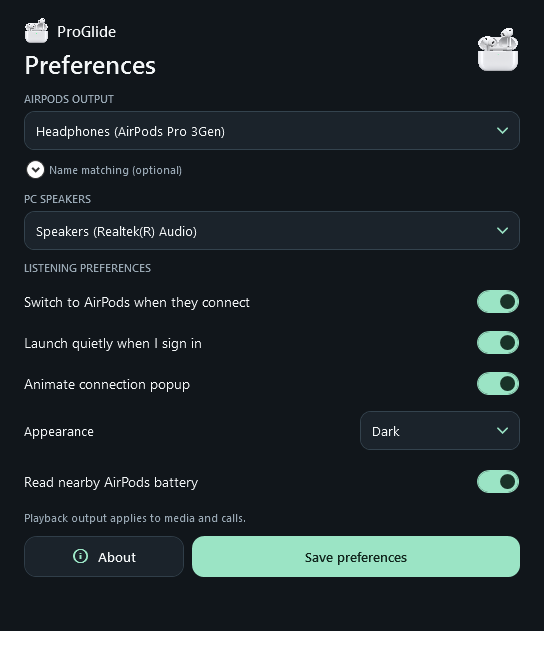 ProGlide
Preferences
AIRPODS OUTPUT
Headphones (AirPods Pro 3Gen)
Name matching (optional)
PC SPEAKERS
Speakers (Realtek(R) Audio)
LISTENING PREFERENCES
Switch to AirPods when they connect
Launch quietly when I sign in
Animate connection popup
Appearance
Dark
Read nearby AirPods battery
Playback output applies to media and calls.
About
Save preferences